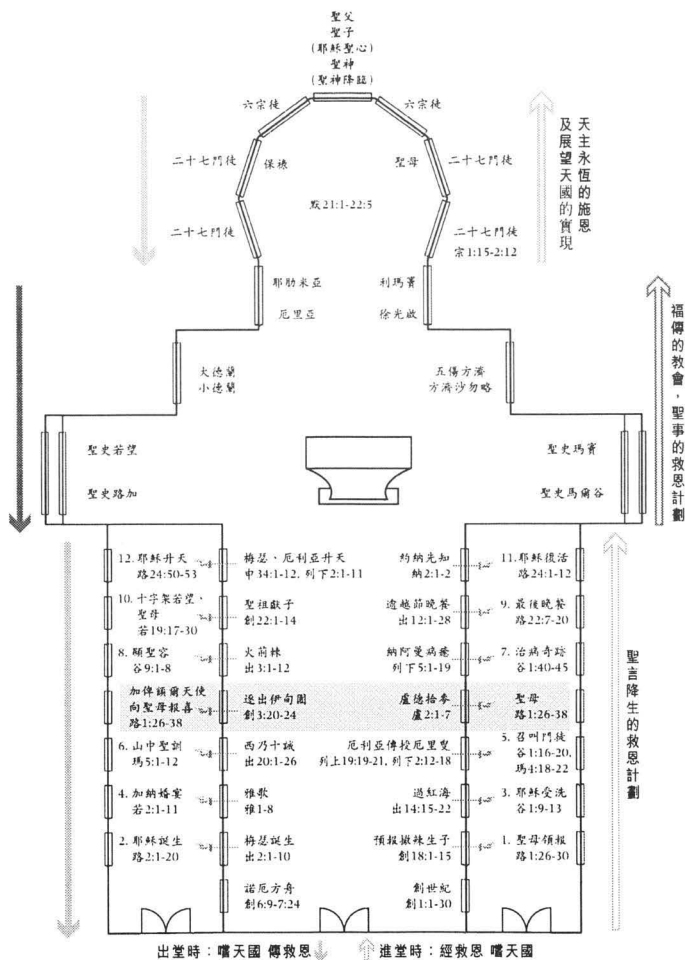 聖父
聖子
(耶穌聖心)
聖神
(聖神降臨)
六宗徒
六宗徒
二十七門徒
保祿
聖母
二十七門徒
默21:1-22:5
二十七門徒
二十七門徒
宗1:15-2:12
天主永恆的施恩
及展望天國的實現
耶肋米亞
厄里亞
利瑪竇
徐光啟
大德蘭
小德蘭
五傷方濟
方濟沙勿略
聖史若望
聖史路加
聖史瑪竇
聖史馬爾谷
福傳的教會，聖事的救恩計劃
12. 耶穌升天
路24:50-53
梅瑟、厄利亞升天
申34:1-12, 列下2:1-11
約納先知
納2:1-2
11. 耶穌復活
路24:1-12
10. 十字架若望、
聖母
若19:17-30
聖祖獻子
創22:1-14
逾越節晚餐
出12:1-28
9. 最後晚餐
路22:7-20
8. 顯聖容
谷9:1-8
火荊棘
出3:1-12
納阿曼病癒
列下5:1-19
7. 治病奇跡
谷1:40-45
加俾額爾天使
向聖母報喜
路1:26-38
逐出伊甸園
創3:20-24
盧德拾麥
盧2:1-7
聖母
路1:26-38
6. 山中聖訓
瑪5:1-12
西乃十誡
出20:1-26
厄利亞傳授厄里叟
列上19:19-21, 列下2:12-18
5. 召叫門徒
谷1:16-20,
瑪4:18-22
4. 加納婚宴
若2:1-11
雅歌
雅1-8
過紅海
出14:15-22
3. 耶穌受洗
谷1:9-13
2. 耶穌誕生
路2:1-20
梅瑟誕生
出2:1-10
預報撒辣生子
創18:1-15
1. 聖母領報
路1:26-30
諾厄方舟
創6:9-7:24
創世紀
創1:1-30
聖言降生的救恩計劃
出堂時：嚐天國 傳救恩
進堂時：經救恩 嚐天國